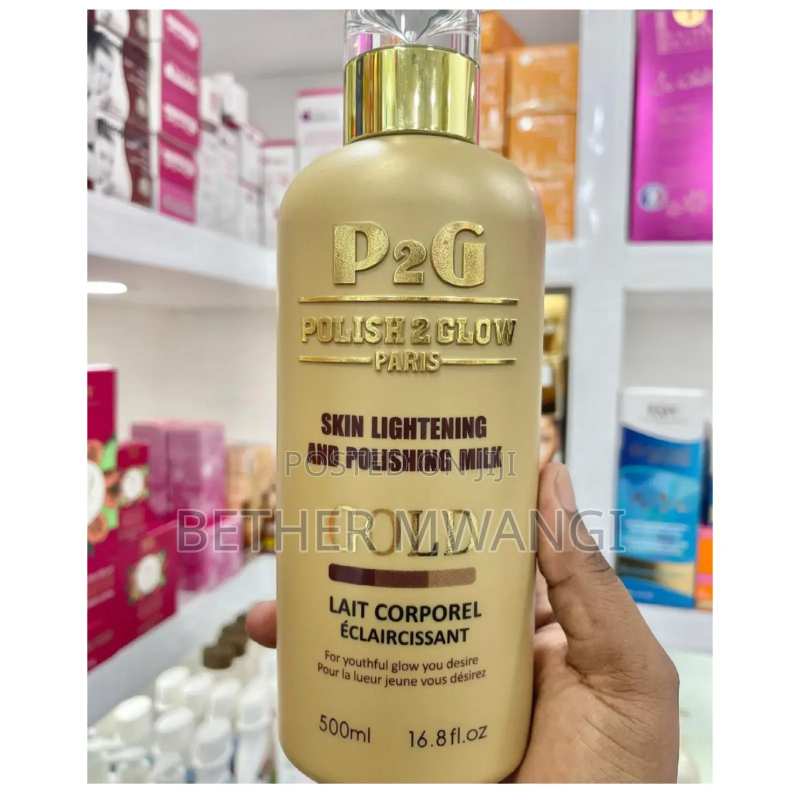 P2G
POLISH 2 GLOW
PARIS
SKIN LIGHTENING
AND POLISHING MILK
POSTED ON JIJI
BETHER MWANGI
GOLD
LAIT CORPOREL
ÉCLAIRCISSANT
For youthful glow you desire
Pour la lueur jeune vous désirez
500ml 16.8fl.oz